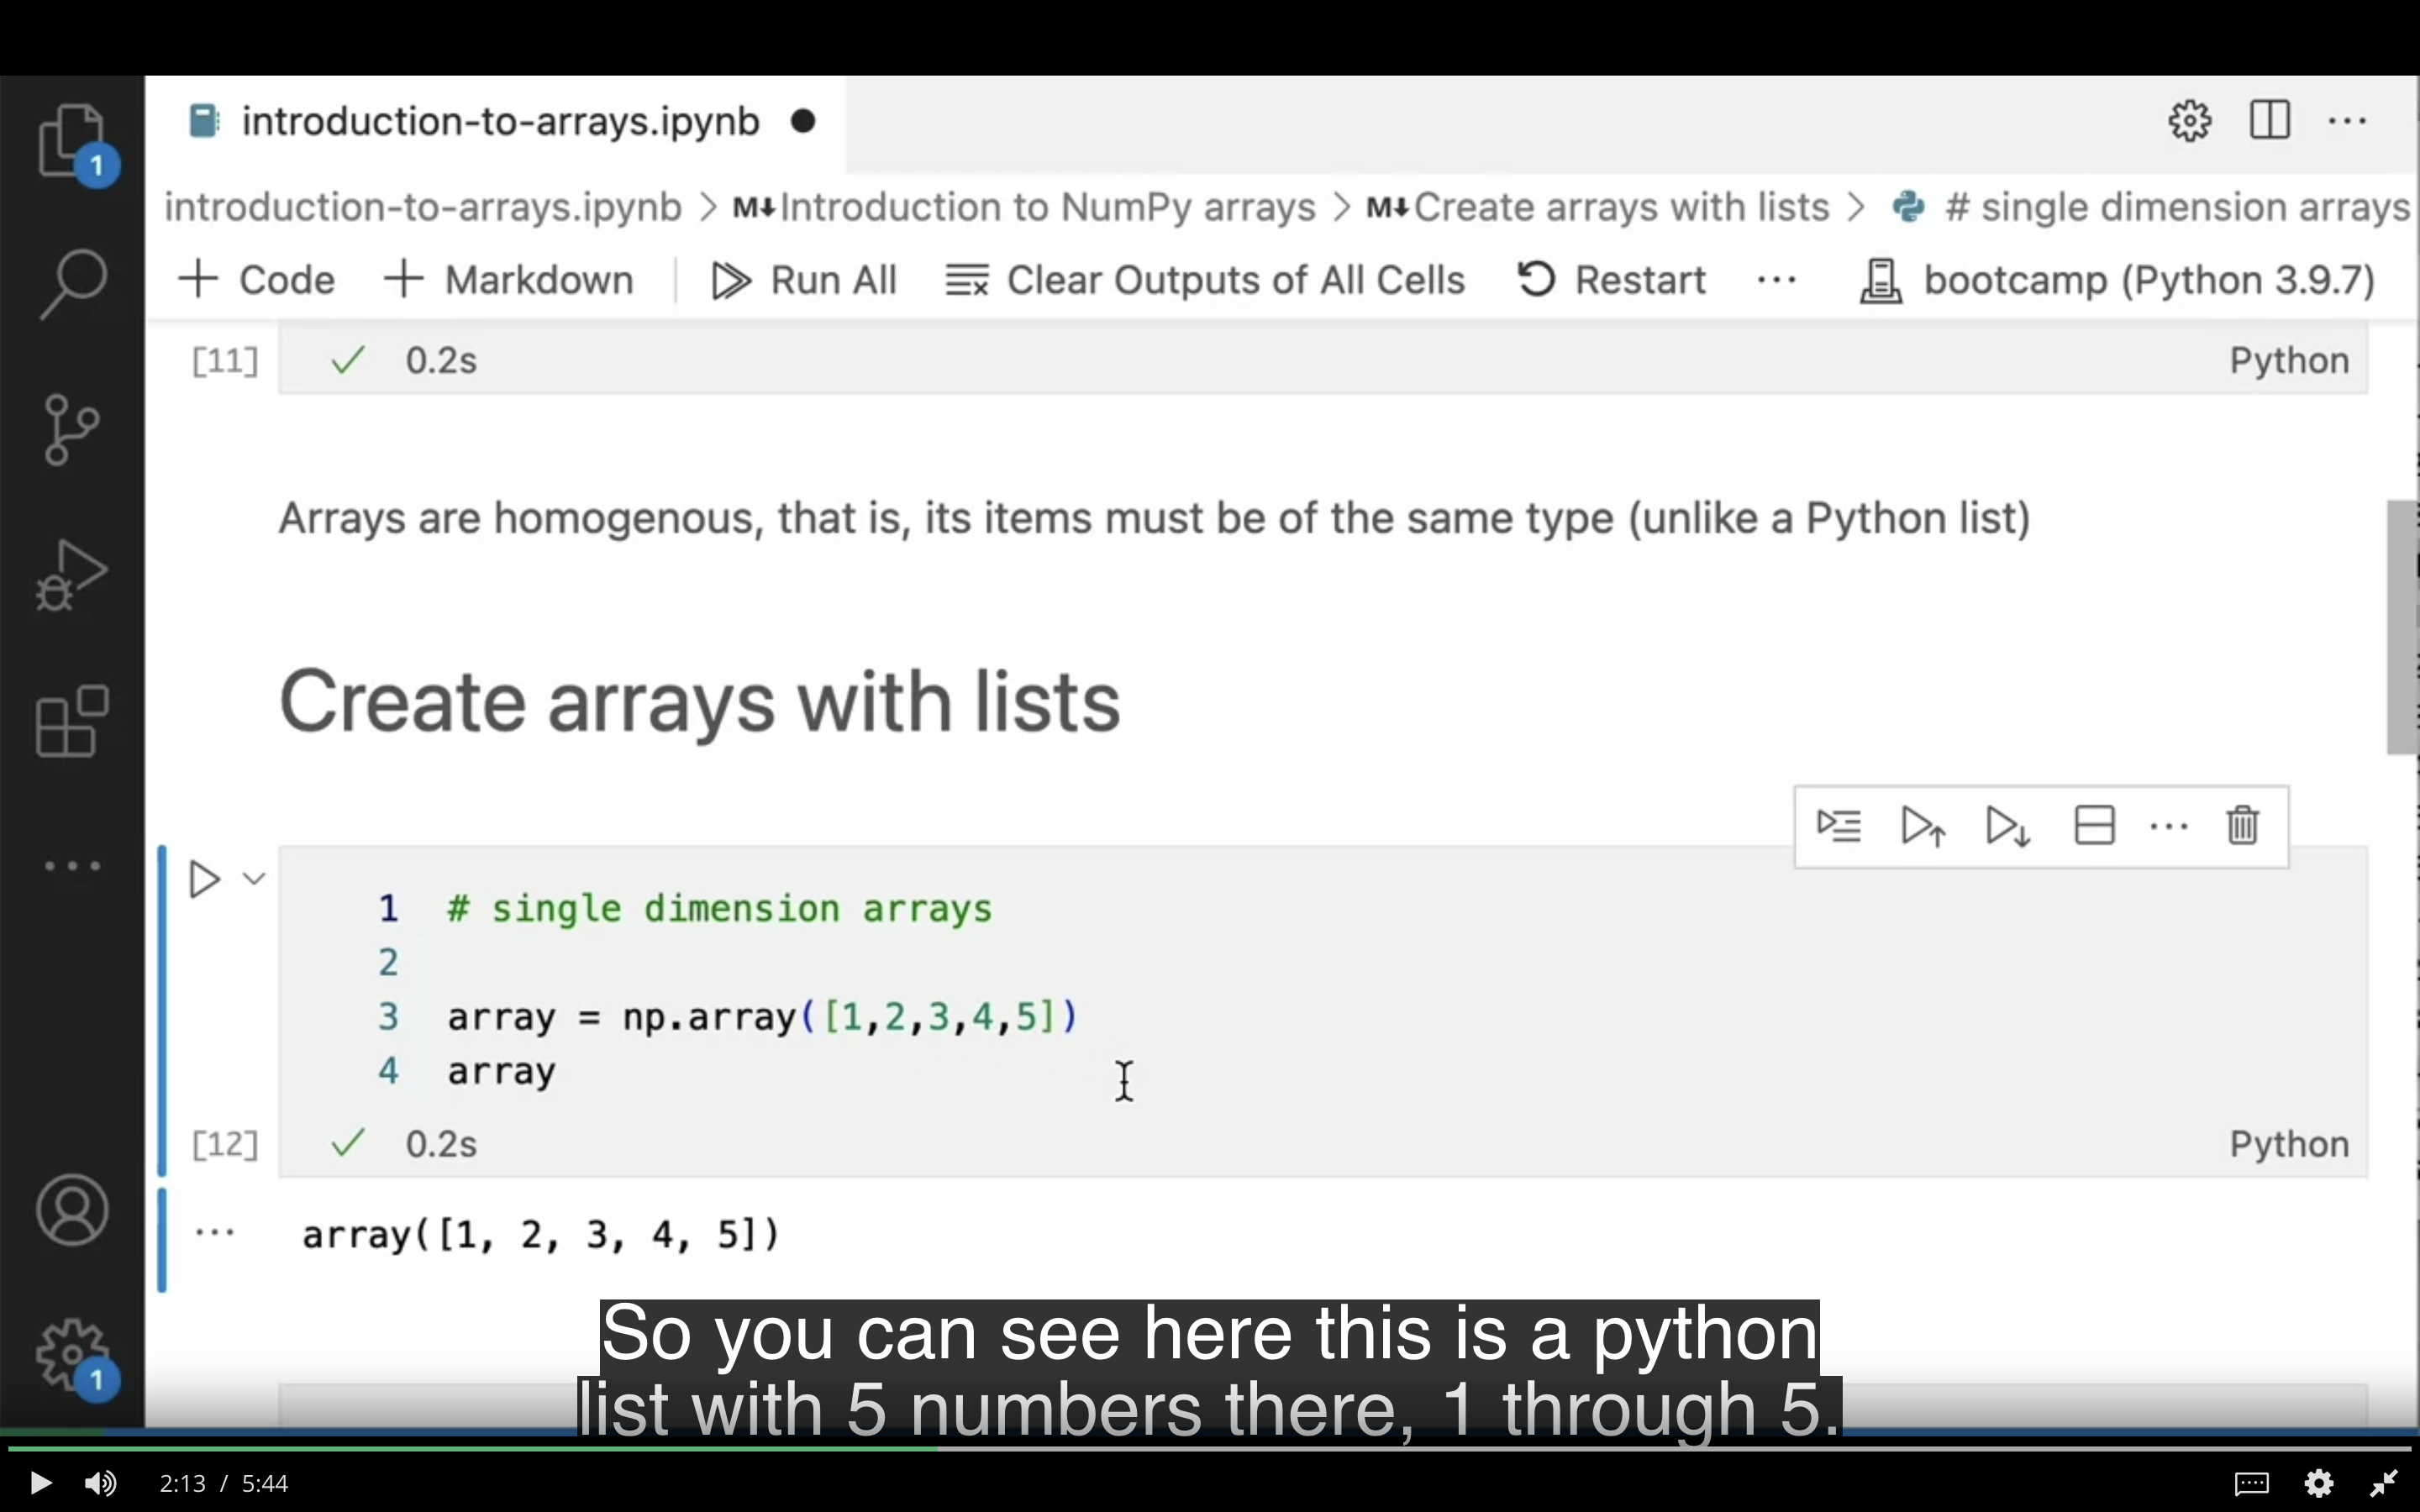 introduction-to-arrays.ipynb
1
introduction-to-arrays.ipynb > M↓Introduction to NumPy arrays > M↓Create arrays with lists > # single dimension arrays
+ Code + Markdown Run All Clear Outputs of All Cells Restart ... bootcamp (Python 3.9.7)
[11] ✓ 0.2s Python
Arrays are homogenous, that is, its items must be of the same type (unlike a Python list)
Create arrays with lists
1 # single dimension arrays
2
3 array = np.array([1,2,3,4,5])
4 array
[12] ✓ 0.2s Python
... array([1, 2, 3, 4, 5])
1
So you can see here this is a python
list with 5 numbers there, 1 through 5.
2:13 / 5:44